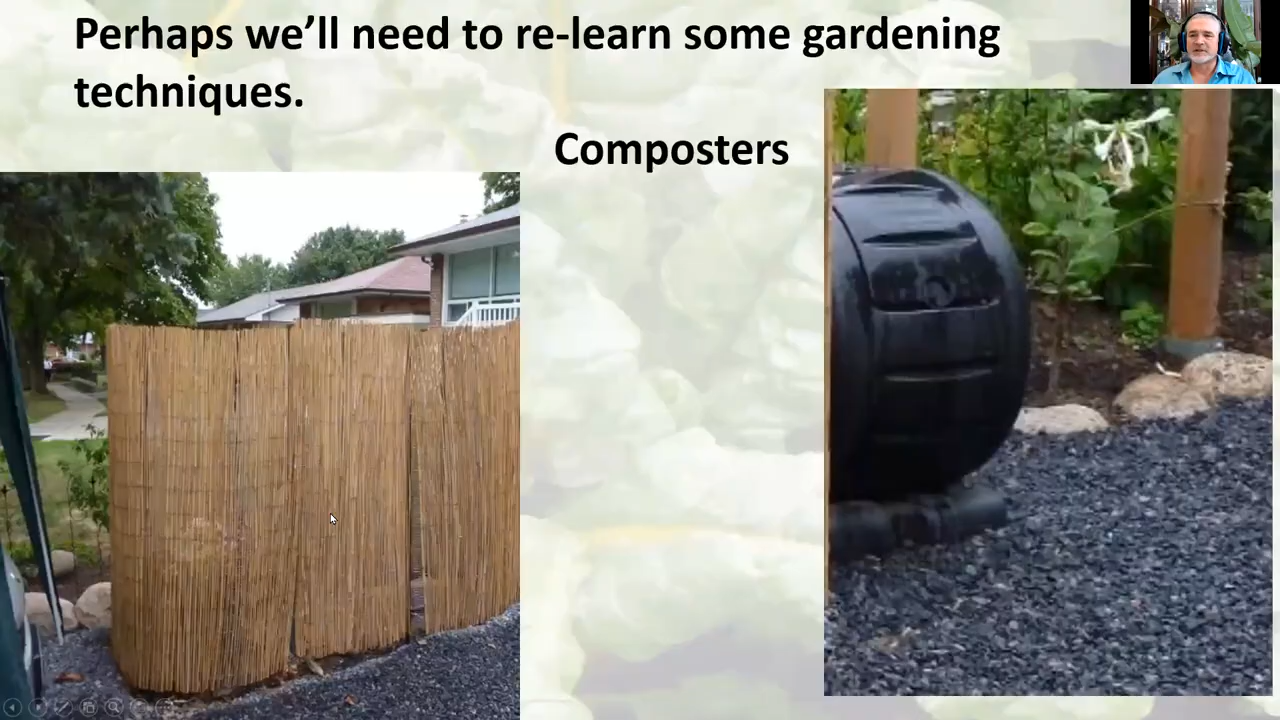 Perhaps we’ll need to re-learn some gardening
techniques.
Composters